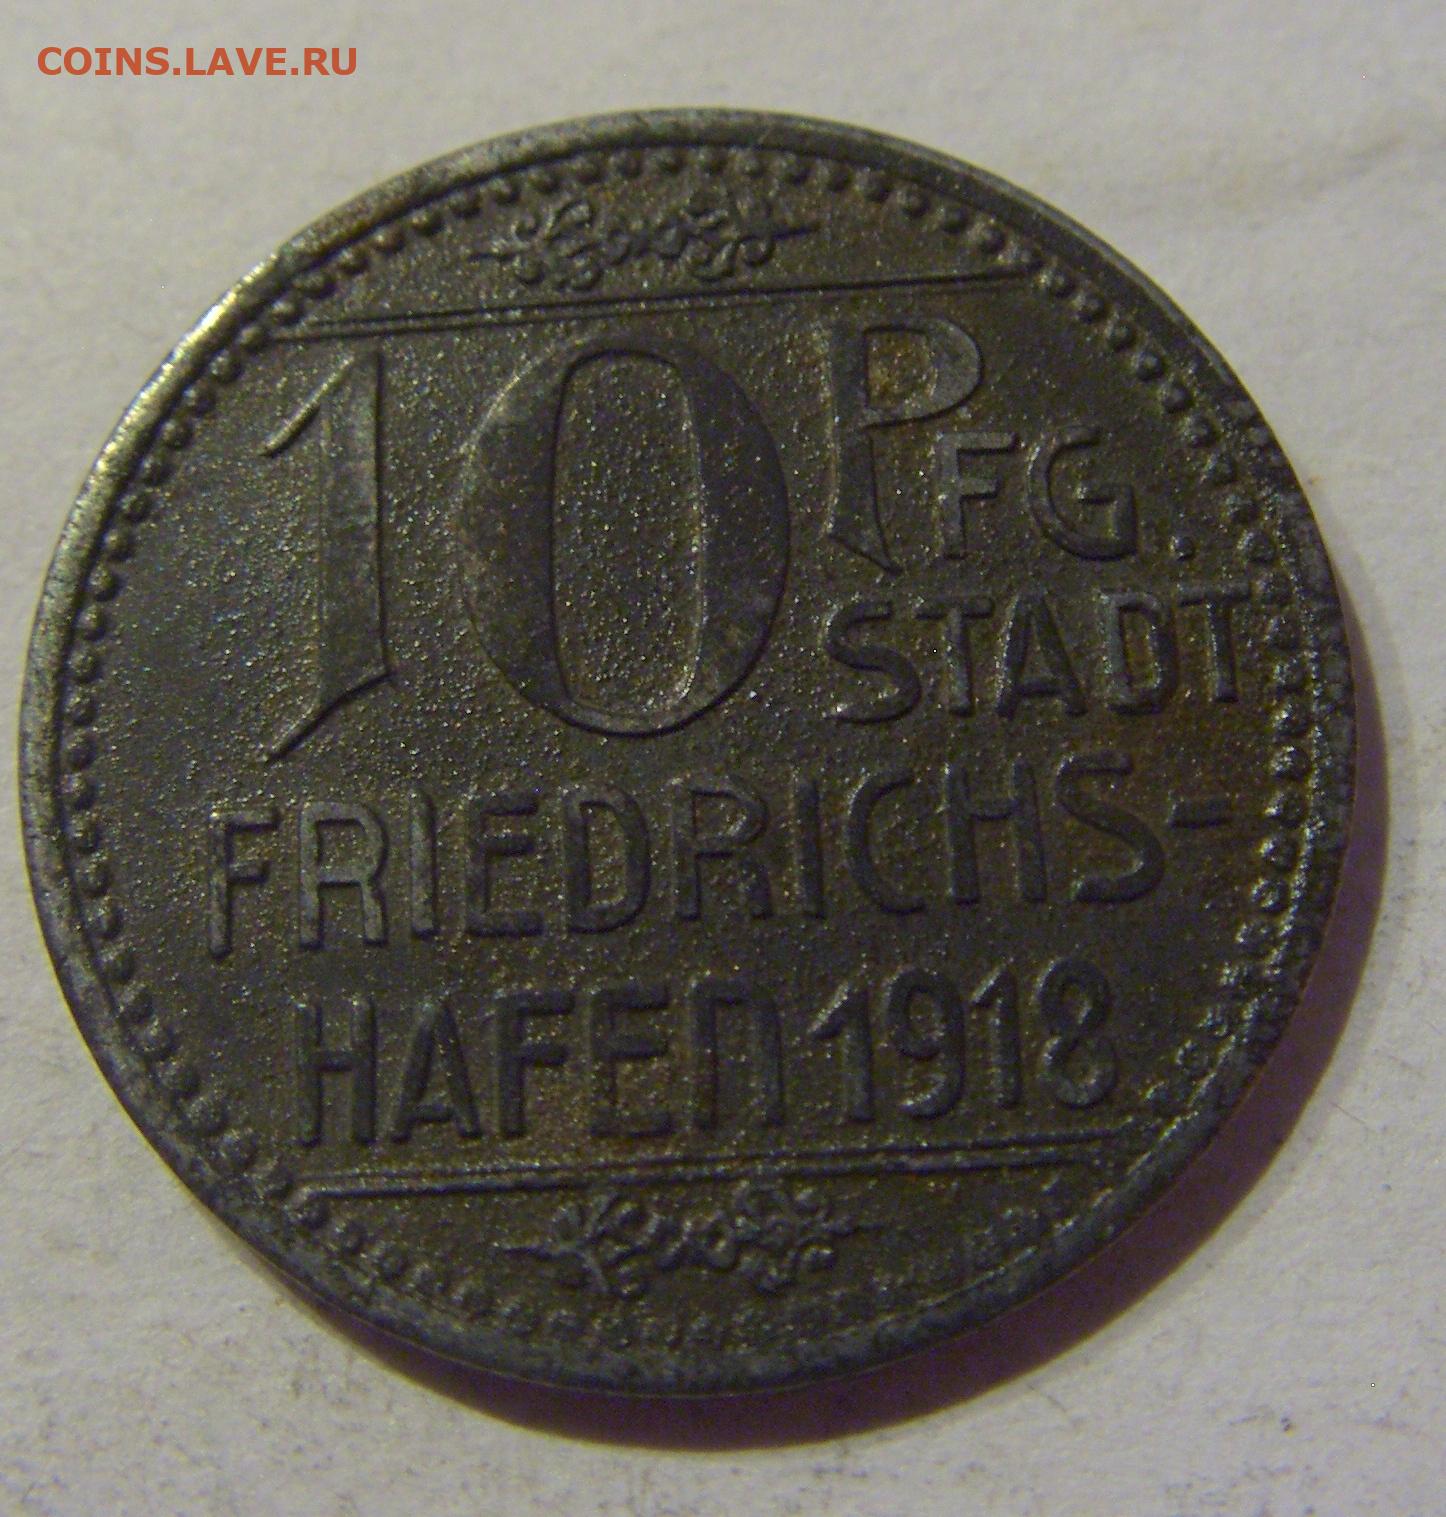 COINS.LAVE.RU
10 PFG.
STADT
FRIEDRICHS-
HAFEN 1918